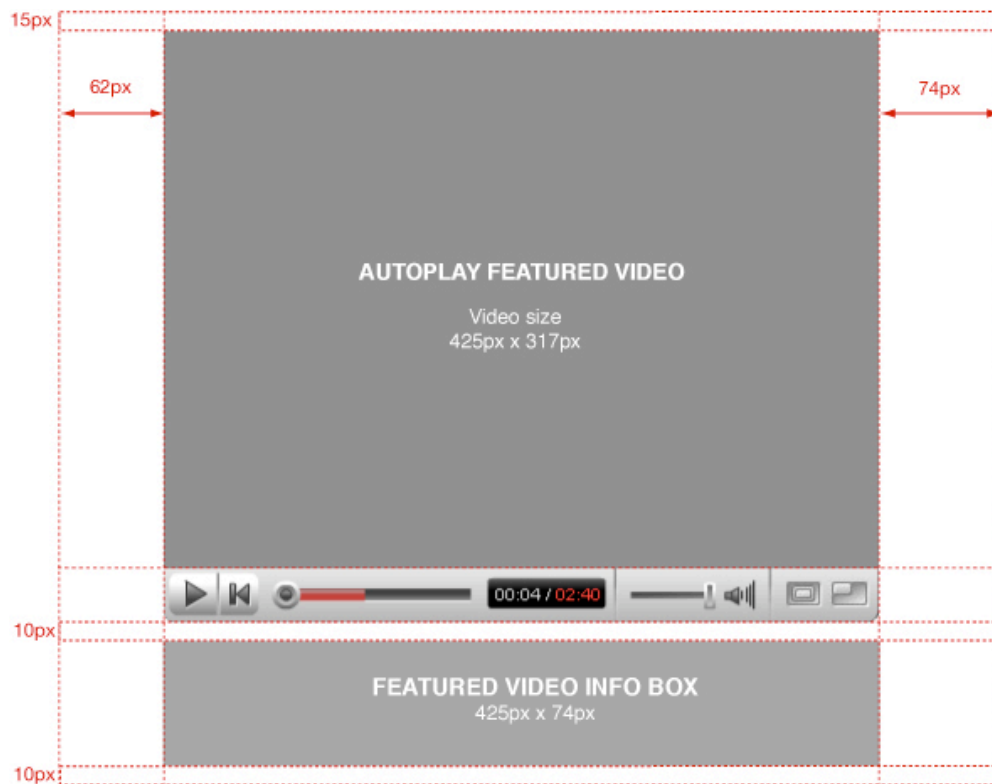 15px
62px
74px
AUTOPLAY FEATURED VIDEO
Video size
425px x 317px
00:04 / 02:40
10px
FEATURED VIDEO INFO BOX
425px x 74px
10px